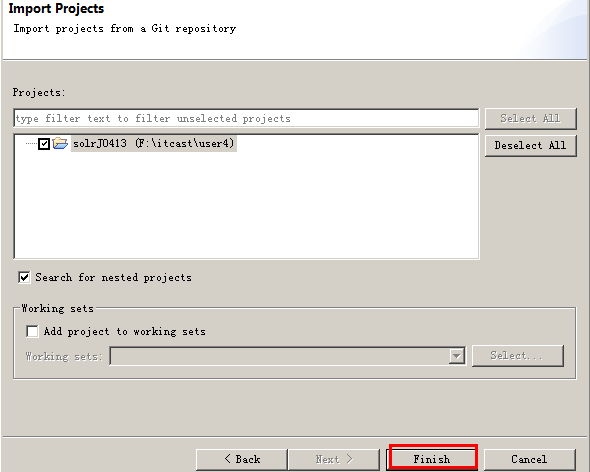 Import Projects
Import projects from a Git repository
Projects:
type filter text to filter unselected projects
Select All
solrJ0413 (F:\itcast\user4)
Deselect All
Search for nested projects
Working sets
Add project to working sets
Working sets:
Select...
< Back
Next >
Finish
Cancel